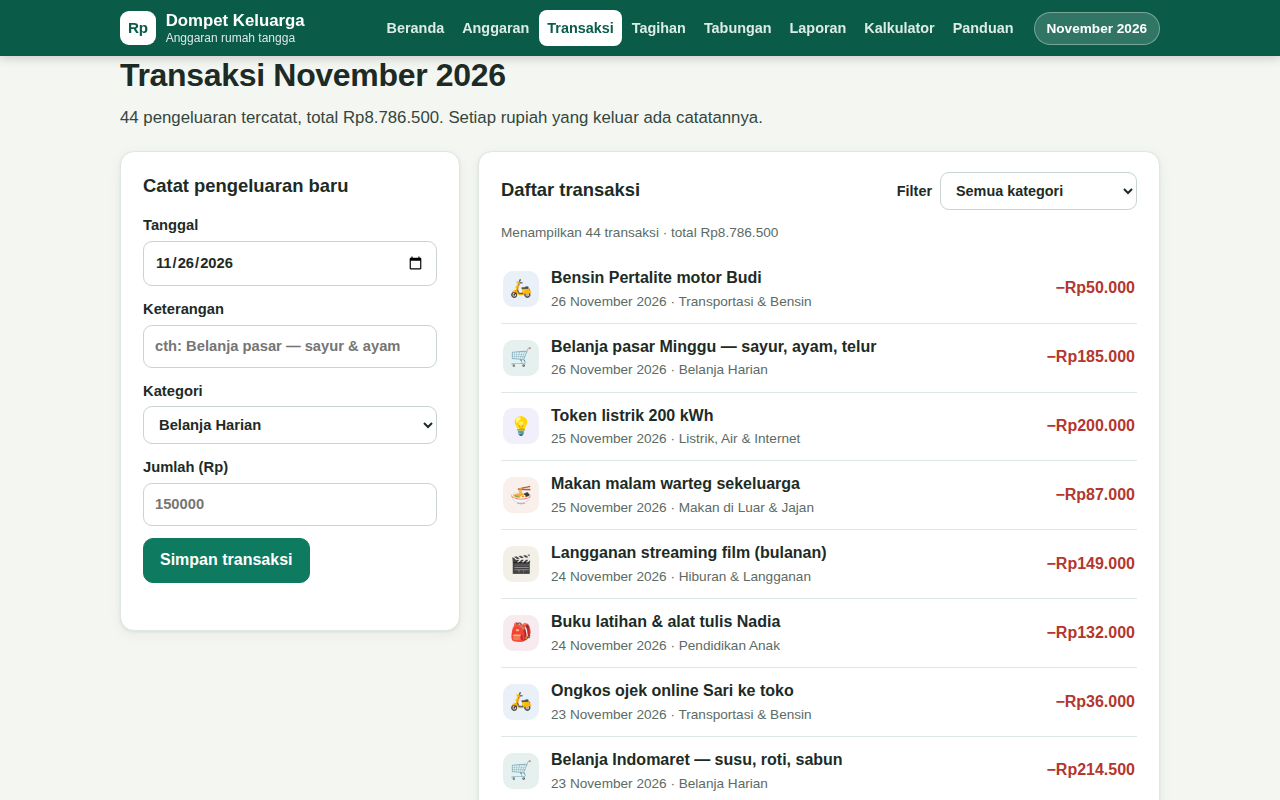 Rp
Dompet Keluarga
Anggaran rumah tangga
Beranda Anggaran Transaksi Tagihan Tabungan Laporan Kalkulator Panduan
November 2026
Transaksi November 2026
44 pengeluaran tercatat, total Rp8.786.500. Setiap rupiah yang keluar ada catatannya.
Catat pengeluaran baru
Tanggal
11/26/2026
Keterangan
cth: Belanja pasar — sayur & ayam
Kategori
Belanja Harian
Jumlah (Rp)
150000
Simpan transaksi
Daftar transaksi
Filter
Semua kategori
Menampilkan 44 transaksi · total Rp8.786.500
Bensin Pertalite motor Budi
26 November 2026 · Transportasi & Bensin
−Rp50.000
Belanja pasar Minggu — sayur, ayam, telur
26 November 2026 · Belanja Harian
−Rp185.000
Token listrik 200 kWh
25 November 2026 · Listrik, Air & Internet
−Rp200.000
Makan malam warteg sekeluarga
25 November 2026 · Makan di Luar & Jajan
−Rp87.000
Langganan streaming film (bulanan)
24 November 2026 · Hiburan & Langganan
−Rp149.000
Buku latihan & alat tulis Nadia
24 November 2026 · Pendidikan Anak
−Rp132.000
Ongkos ojek online Sari ke toko
23 November 2026 · Transportasi & Bensin
−Rp36.000
Belanja Indomaret — susu, roti, sabun
23 November 2026 · Belanja Harian
−Rp214.500